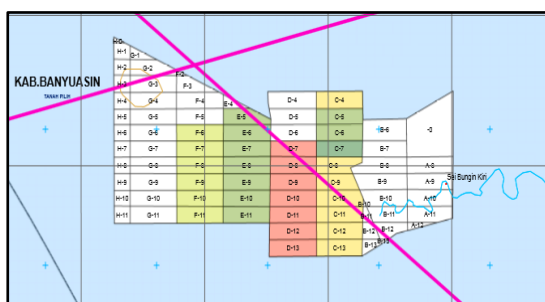 H-1 G-1
H-2 G-2 F-2
H-3 G-3 F-3
H-4 G-4 F-4 E-4 D-4 C-4
H-5 G-5 F-5 E-5 D-5 C-5
H-6 G-6 F-6 E-6 D-6 C-6 B-6
H-7 G-7 F-7 E-7 D-7 C-7 B-7
H-8 G-8 F-8 E-8 D-8 C-8 B-8 A-8
H-9 G-9 F-9 E-9 D-9 C-9 B-9 A-9
H-10 G-10 F-10 E-10 D-10 C-10 B-10 A-10
H-11 G-11 F-11 E-11 D-11 C-11 B-11 A-11
D-12 C-12 B-12 A-12
D-13 C-13 B-13
KAB.BANYUASIN
TANAH PILIH
Sei Bungin Kiri